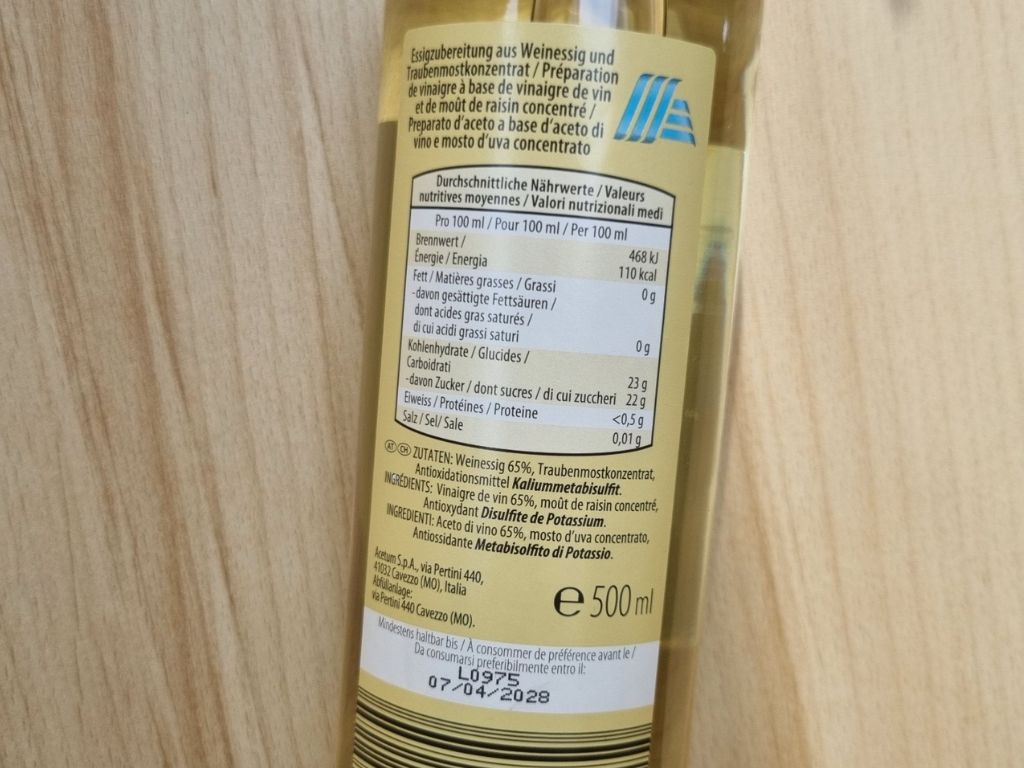 Essigzubereitung aus Weinessig und
Traubenmostkonzentrat / Préparation
de vinaigre à base de vinaigre de vin
et de moût de raisin concentré /
Preparato d'aceto a base d'aceto di
vino e mosto d'uva concentrato
Durchschnittliche Nährwerte / Valeurs
nutritives moyennes / Valori nutrizionali medi
Pro 100 ml / Pour 100 ml / Per 100 ml
Brennwert / 468 kJ
Énergie / Energia 110 kcal
Fett / Matières grasses / Grassi 0 g
-davon gesättigte Fettsäuren /
dont acides gras saturés /
di cui acidi grassi saturi 0 g
Kohlenhydrate / Glucides /
Carboidrati 23 g
-davon Zucker / dont sucres / di cui zuccheri 22 g
Eiweiss / Protéines / Proteine <0,5 g
Salz / Sel/ Sale 0,01 g
AT CH ZUTATEN: Weinessig 65%, Traubenmostkonzentrat,
Antioxidationsmittel Kaliummetabisulfit.
INGRÉDIENTS: Vinaigre de vin 65%, moût de raisin concentré,
Antioxydant Disulfite de Potassium.
INGREDIENTI: Aceto di vino 65%, mosto d'uva concentrato,
Antiossidante Metabisolfito di Potassio.
Acetum S.p.A., via Pertini 440,
41032 Cavezzo (MO), Italia
Abfüllanlage:
via Pertini 440 Cavezzo (MO).
e 500 ml
Mindestens haltbar bis / À consommer de préférence avant le /
Da consumarsi preferibilmente entro il:
L0975
07/04/2028